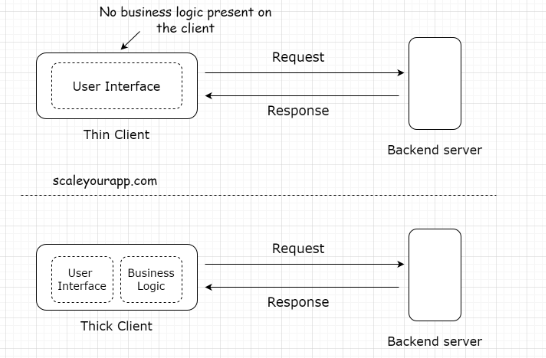 No business logic present on
the client
User Interface
Request
Response
Thin Client
Backend server
scaleyourapp.com
User
Interface
Business
Logic
Request
Response
Thick Client
Backend server